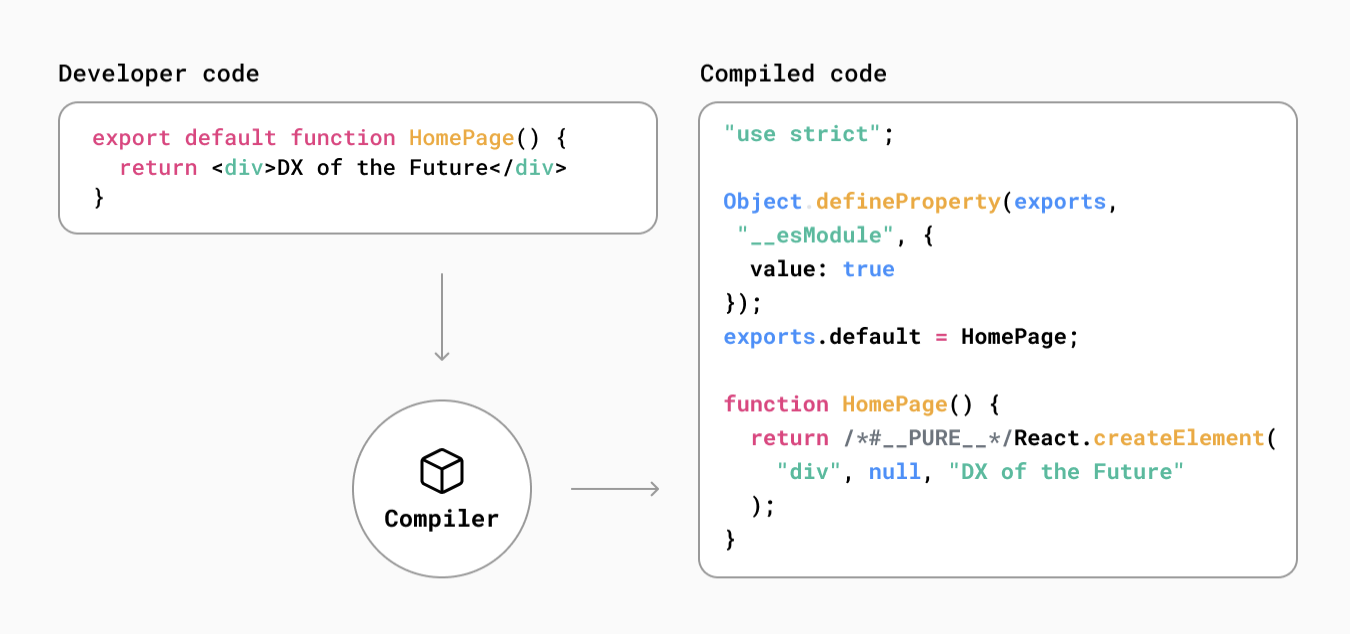 Developer code
export default function HomePage() {
  return <div>DX of the Future</div>
}
Compiler
Compiled code
"use strict";
Object.defineProperty(exports,
 "__esModule", {
  value: true
});
exports.default = HomePage;
function HomePage() {
  return /*#__PURE__*/React.createElement(
    "div", null, "DX of the Future"
  );
}